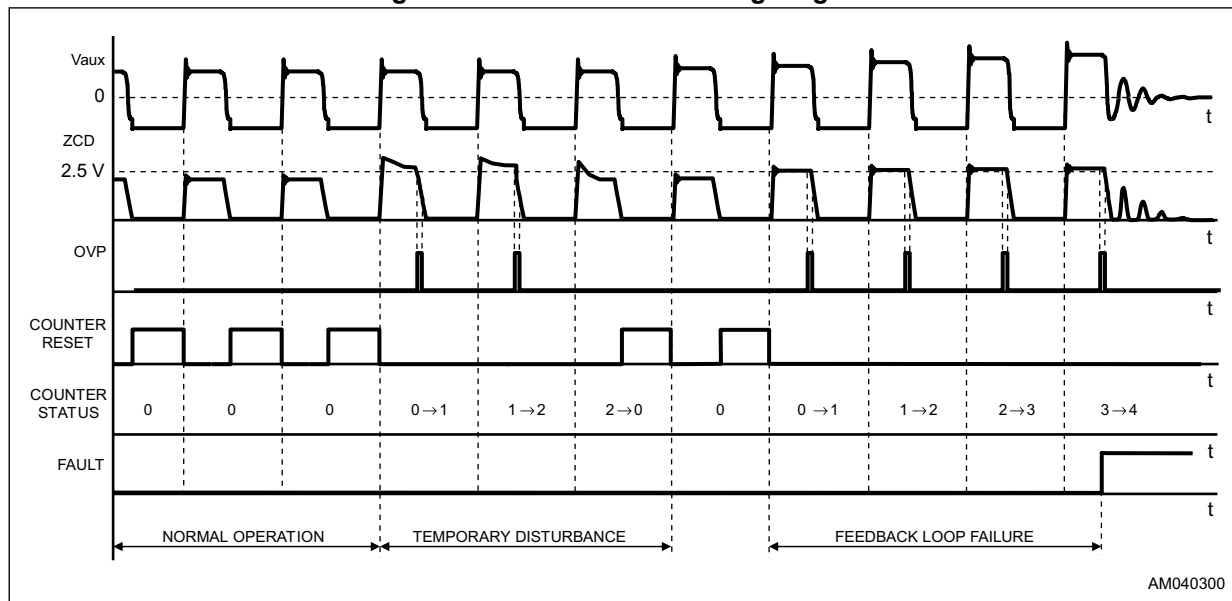 Vaux
0
t
ZCD
2.5 V
t
OVP
t
COUNTER
RESET
t
COUNTER
STATUS
0 0 0 0→1 1→2 2→0 0 0→1 1→2 2→3 3→4
t
FAULT
t
NORMAL OPERATION TEMPORARY DISTURBANCE FEEDBACK LOOP FAILURE
AM040300